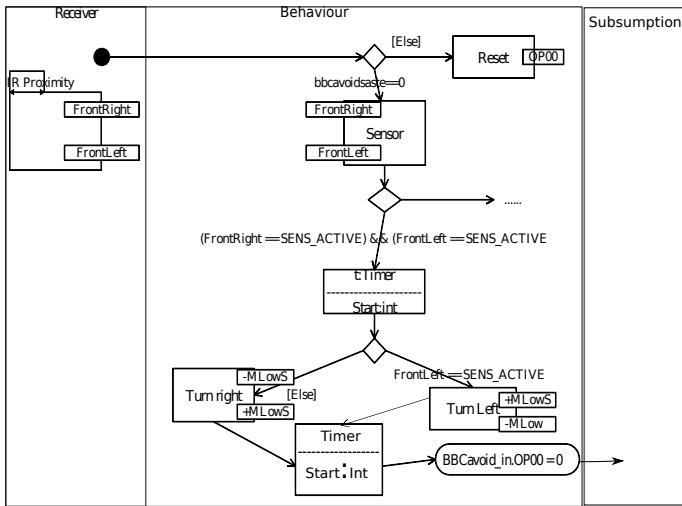 Receiver
Behaviour
Subsumption
[Else]
Reset
OP00
IR Proximity
bbcavoidsaste==0
FrontRight
FrontRight
Sensor
FrontLeft
FrontLeft
......
(FrontRight ==SENS_ACTIVE) && (FrontLeft ==SENS_ACTIVE
t:Timer
Start:int
FrontLeft ==SENS_ACTIVE
-MLowS
Turn right
[Else]
+MLowS
+MLowS
Turn Left
-MLow
Timer
Start:Int
BBCavoid_in.OP00 = 0